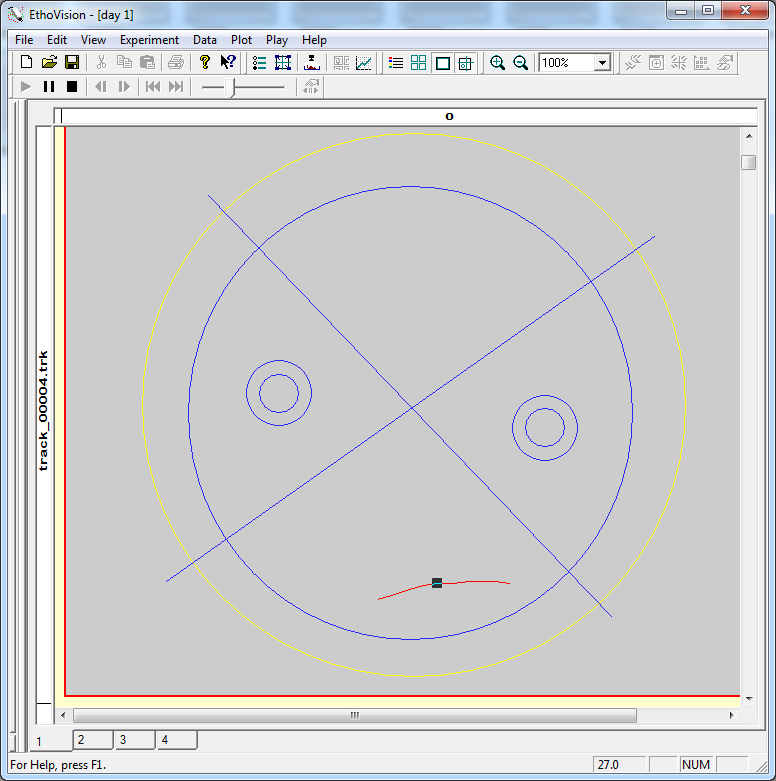 EthoVision - [day 1]
File Edit View Experiment Data Plot Play Help
100%
o
track_00004.trk
1 2 3 4
For Help, press F1. 27.0 NUM